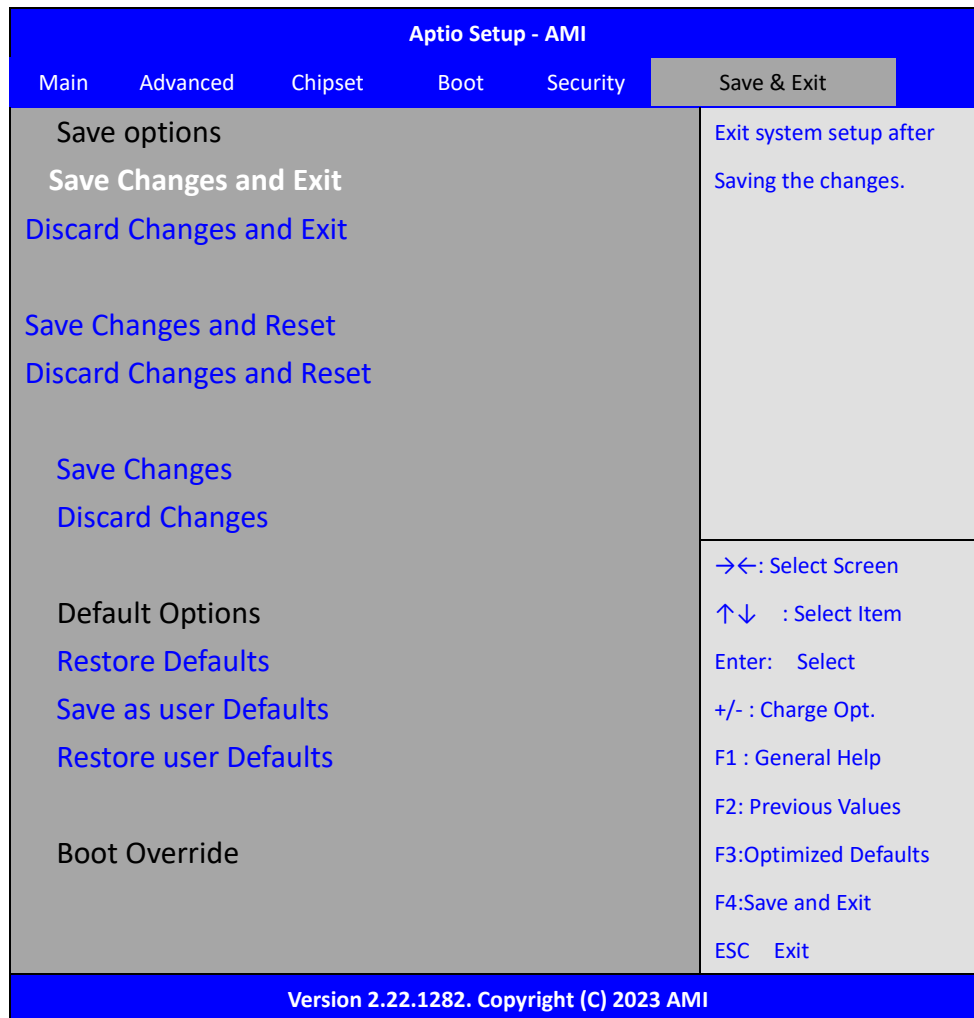 Aptio Setup - AMI
Main Advanced Chipset Boot Security Save & Exit
Save options
Save Changes and Exit
Discard Changes and Exit
Save Changes and Reset
Discard Changes and Reset
Save Changes
Discard Changes
Default Options
Restore Defaults
Save as user Defaults
Restore user Defaults
Boot Override
Exit system setup after
Saving the changes.
→←: Select Screen
↑↓ : Select Item
Enter: Select
+/- : Charge Opt.
F1 : General Help
F2: Previous Values
F3:Optimized Defaults
F4:Save and Exit
ESC Exit
Version 2.22.1282. Copyright (C) 2023 AMI